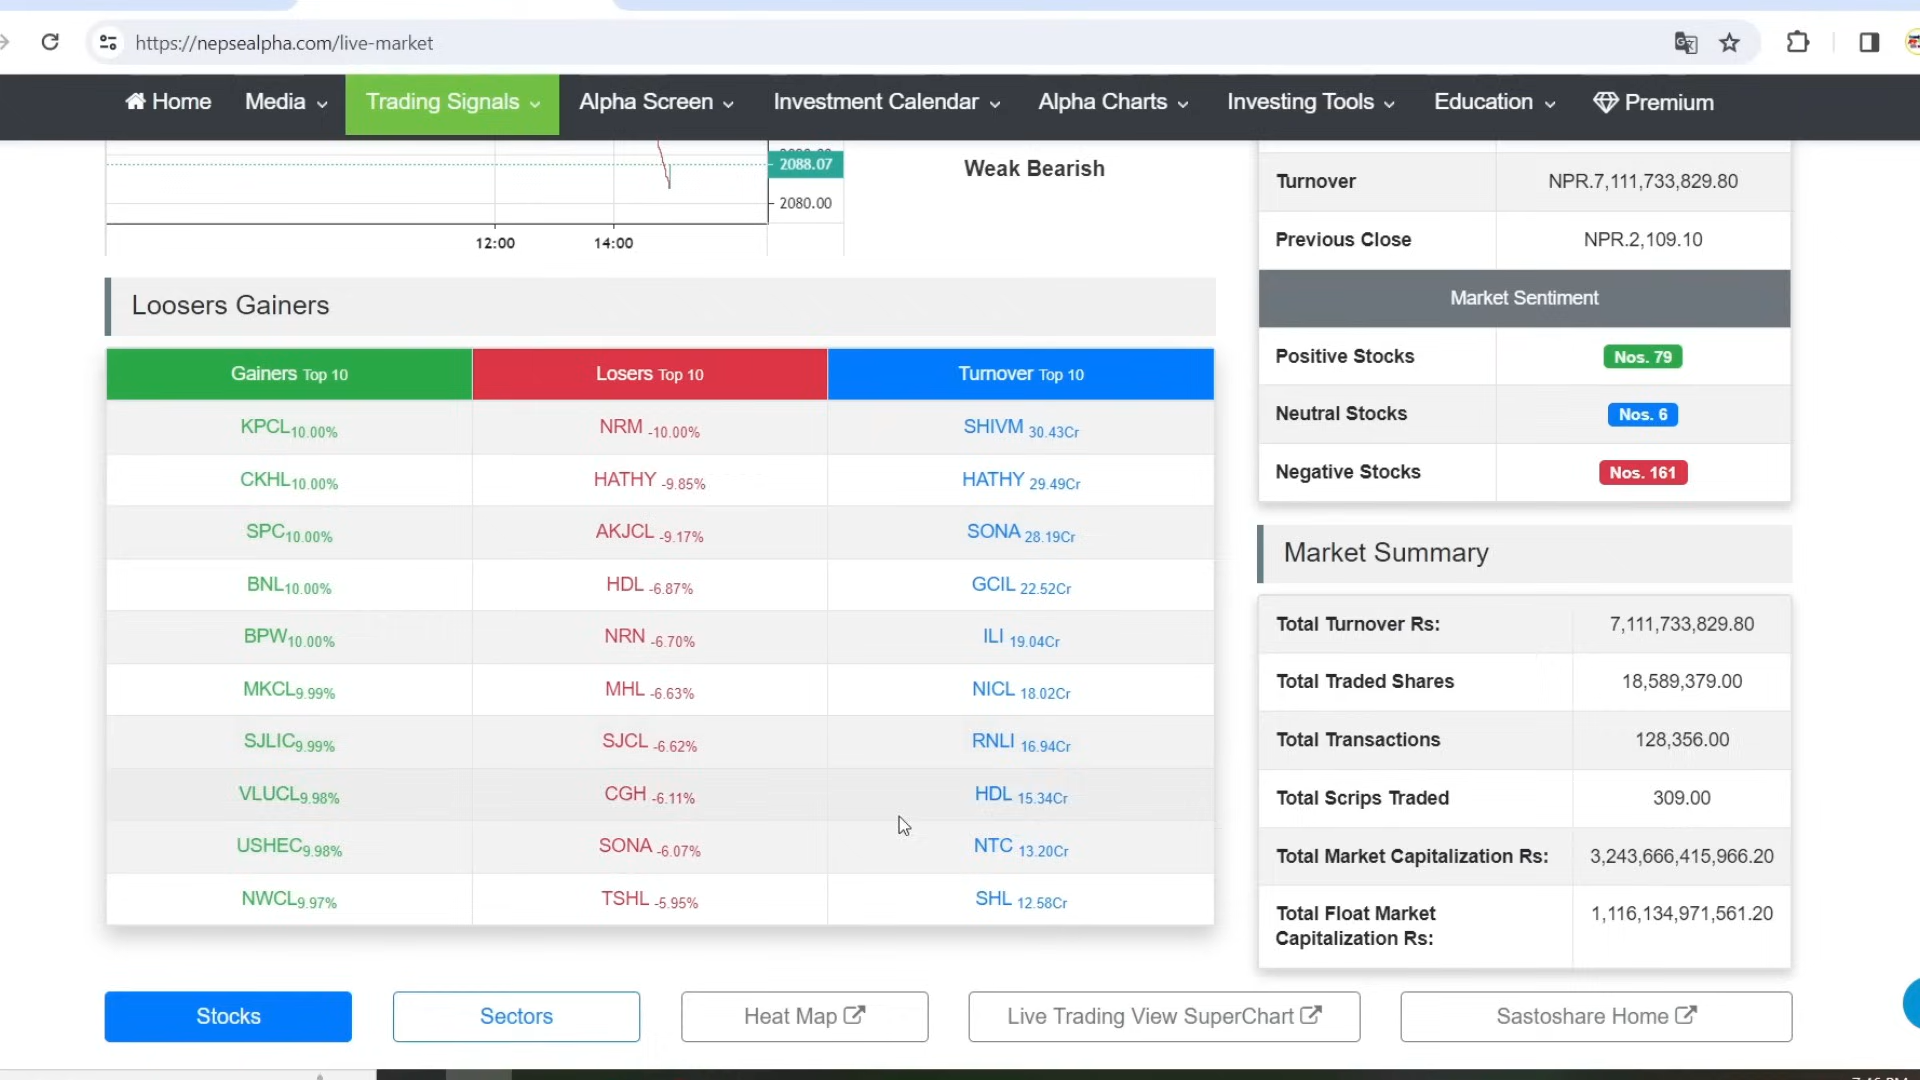 https://nepsealpha.com/live-market
Home Media Trading Signals Alpha Screen Investment Calendar Alpha Charts Investing Tools Education Premium
2088.07
2080.00
12:00 14:00
Weak Bearish
Turnover NPR.7,111,733,829.80
Previous Close NPR.2,109.10
Market Sentiment
Positive Stocks Nos. 79
Neutral Stocks Nos. 6
Negative Stocks Nos. 161
Loosers Gainers
Gainers Top 10 Losers Top 10 Turnover Top 10
KPCL 10.00% NRM -10.00% SHIVM 30.43Cr
CKHL 10.00% HATHY -9.85% HATHY 29.49Cr
SPC 10.00% AKJCL -9.17% SONA 28.19Cr
BNL 10.00% HDL -6.87% GCIL 22.52Cr
BPW 10.00% NRN -6.70% ILI 19.04Cr
MKCL 9.99% MHL -6.63% NICL 18.02Cr
SJLIC 9.99% SJCL -6.62% RNLI 16.94Cr
VLUCL 9.98% CGH -6.11% HDL 15.34Cr
USHEC 9.98% SONA -6.07% NTC 13.20Cr
NWCL 9.97% TSHL -5.95% SHL 12.58Cr
Market Summary
Total Turnover Rs: 7,111,733,829.80
Total Traded Shares 18,589,379.00
Total Transactions 128,356.00
Total Scrips Traded 309.00
Total Market Capitalization Rs: 3,243,666,415,966.20
Total Float Market 1,116,134,971,561.20
Capitalization Rs:
Stocks Sectors Heat Map Live Trading View SuperChart Sastoshare Home